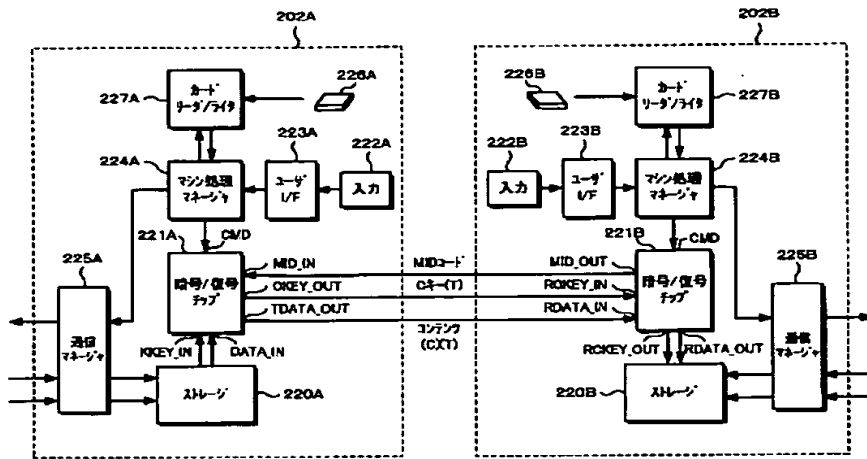 202A
202B
226A
226B
227A
カード
リーダ/ライタ
カード
リーダ/ライタ
227B
223A
222A
222B
223B
224A
224B
マシン処理
マネージャ
ユーザ
I/F
入力
入力
ユーザ
I/F
マシン処理
マネージャ
221A
CMD
221B
CMD
225A
225B
MID_IN
MIDコード
MID_OUT
暗号/復号
チップ
CKEY_OUT
Cキー(T)
RCKEY_IN
暗号/復号
チップ
TDATA_OUT
RDATA_IN
コンテンツ
(C)(T)
通信
マネージャ
通信
マネージャ
KKEY_IN
DATA_IN
RCKEY_OUT
RDATA_OUT
ストレージ
220A
220B
ストレージ